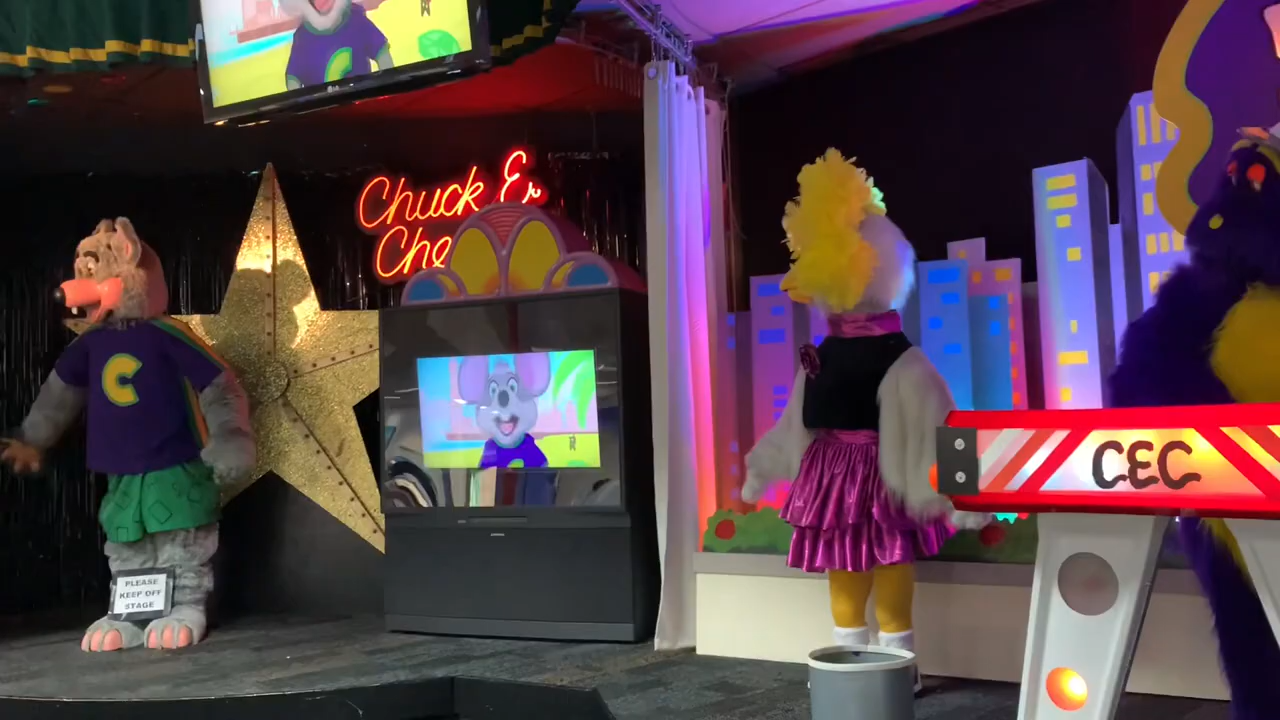 Chuck E.
Che
C
PLEASE
KEEP OFF
STAGE
CEC